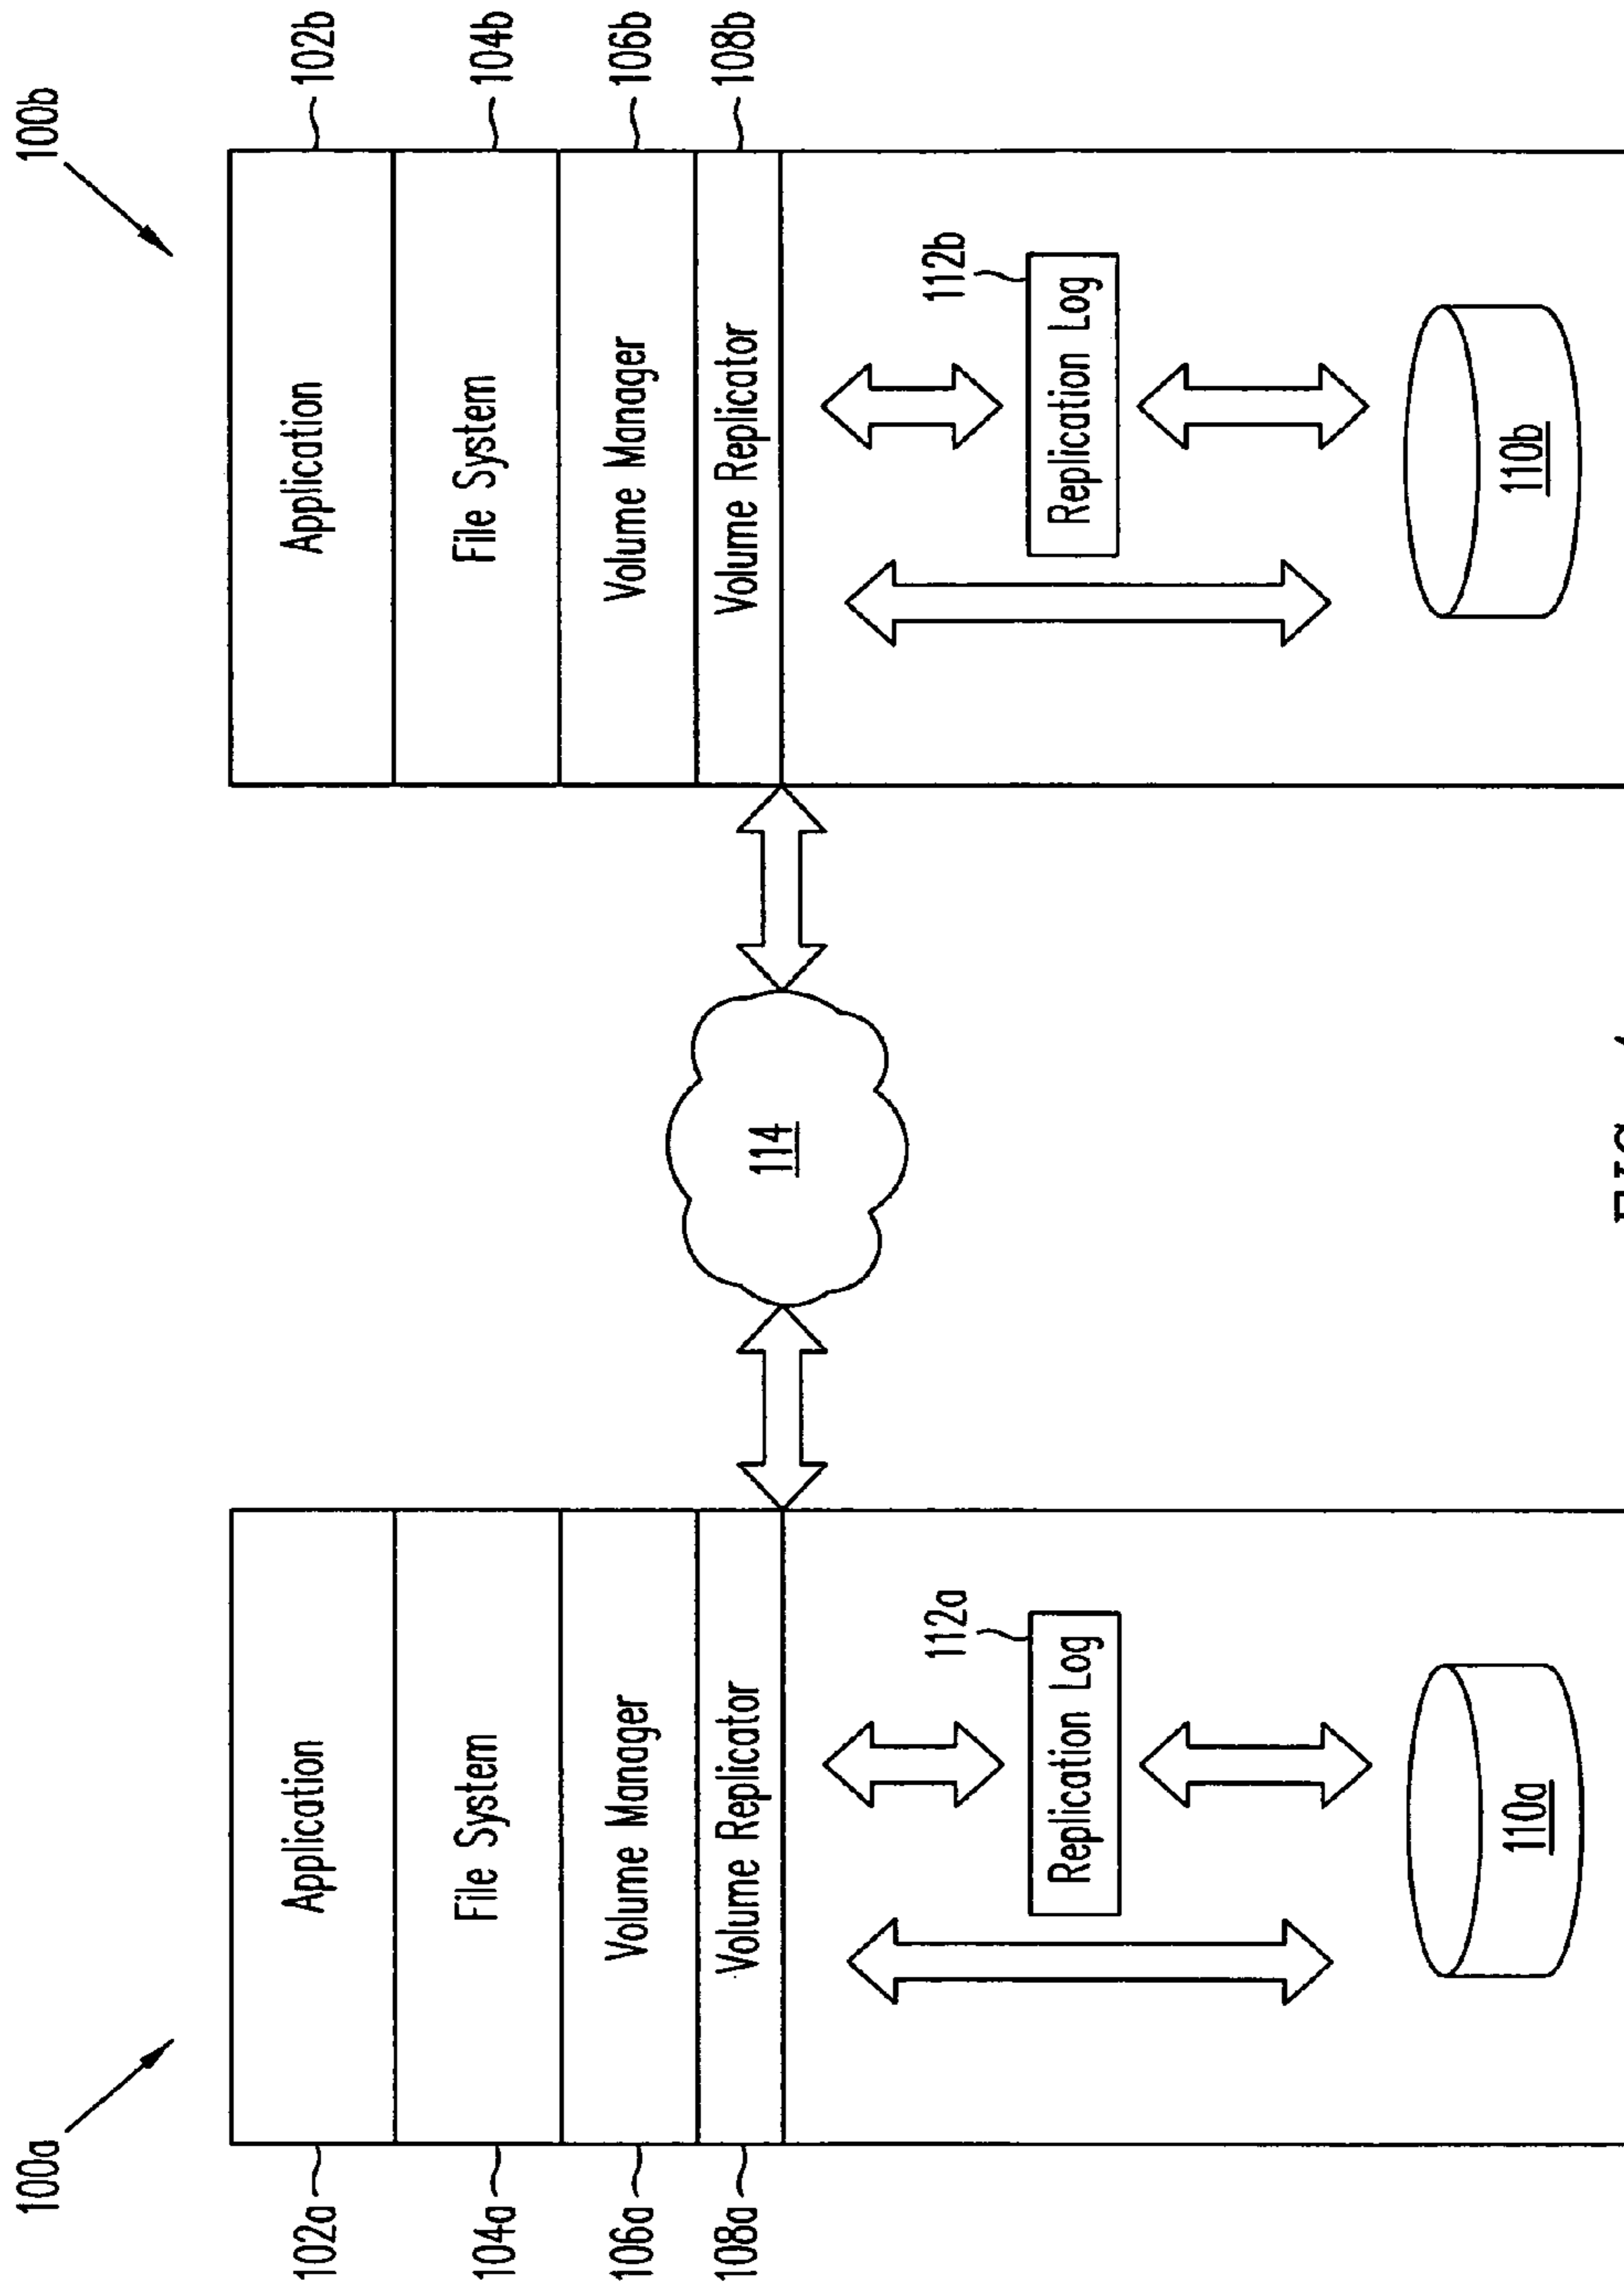 100a
100b
102a
Application
Application
102b
104a
File System
File System
104b
106a
Volume Manager
Volume Manager
106b
108a
Volume Replicator
Volume Replicator
108b
114
112a
112b
Replication Log
Replication Log
110a
110b